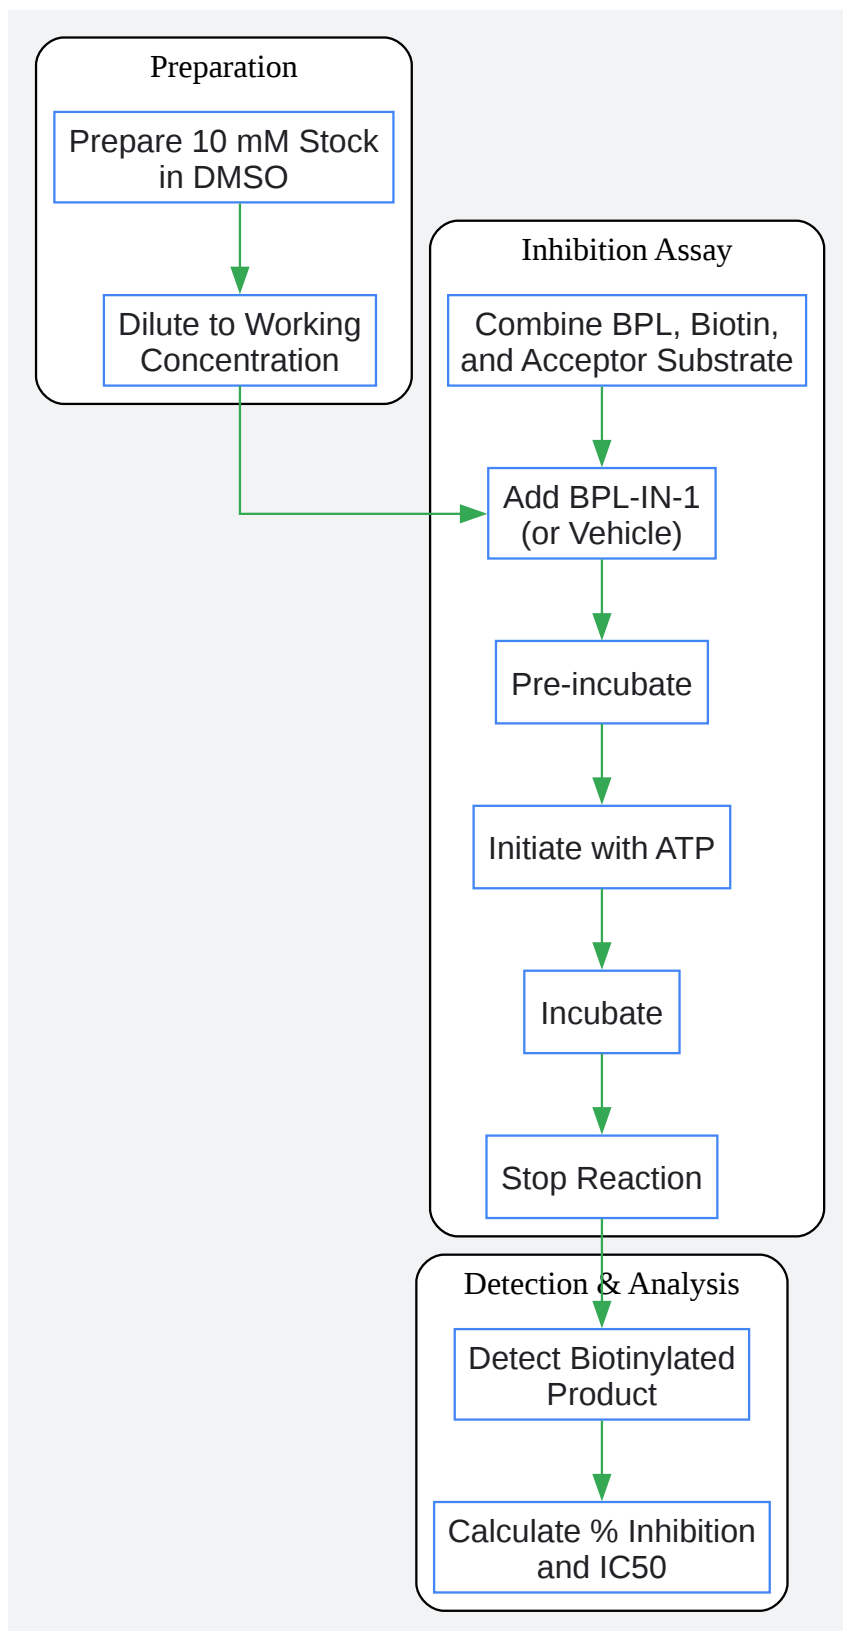 Preparation
Prepare 10 mM Stock
in DMSO
Dilute to Working
Concentration
Inhibition Assay
Combine BPL, Biotin,
and Acceptor Substrate
Add BPL-IN-1
(or Vehicle)
Pre-incubate
Initiate with ATP
Incubate
Stop Reaction
Detection & Analysis
Detect Biotinylated
Product
Calculate % Inhibition
and IC50